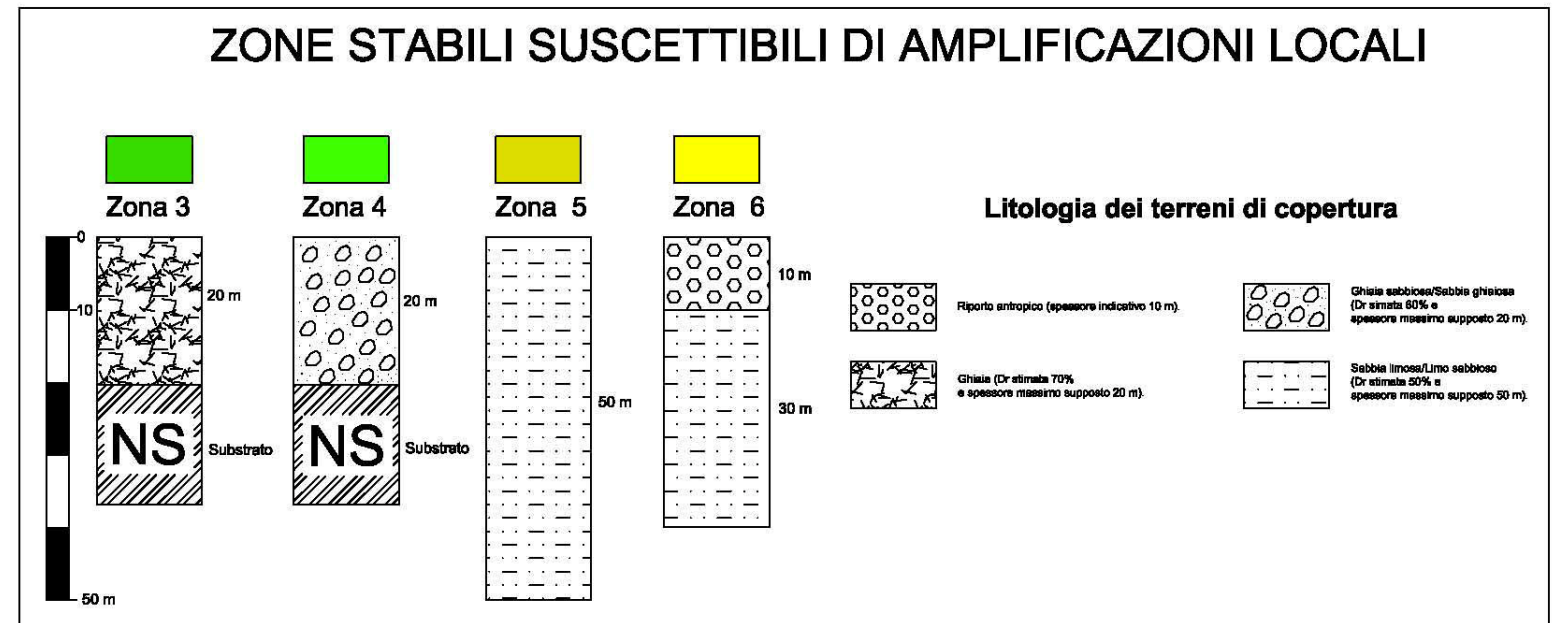 ZONE STABILI SUSCETTIBILI DI AMPLIFICAZIONI LOCALI
Zona 3
Zona 4
Zona 5
Zona 6
Litologia dei terreni di copertura
0
10
50 m
20 m
NS
Substrato
20 m
NS
Substrato
50 m
10 m
30 m
Riporto antropico (spessore indicativo 10 m).
Ghiaia (Dr stimata 70%
e spessore massimo supposto 20 m).
Ghiaia sabbiosa/Sabbia ghiaiosa
(Dr simata 60% e
spessore massimo supposto 20 m).
Sabbia limosa/Limo sabbioso
(Dr stimata 50% e
spessore massimo supposto 50 m).